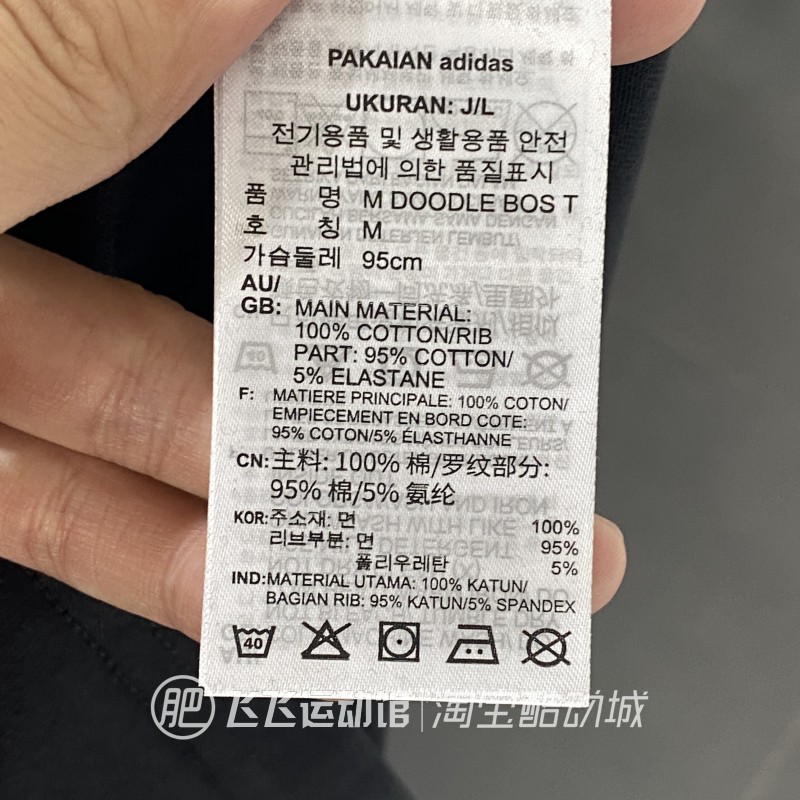 PAKAIAN adidas
UKURAN: J/L
전기용품 및 생활용품 안전
관리법에 의한 품질표시
품 명 M DOODLE BOS T
호 칭 M
가슴둘레 95cm
AU/
GB: MAIN MATERIAL:
100% COTTON/RIB
PART: 95% COTTON/
5% ELASTANE
F: MATIERE PRINCIPALE: 100% COTON/
EMPIECEMENT EN BORD COTE:
95% COTON/5% ÉLASTHANNE
CN: 主料: 100% 棉/罗纹部分:
95% 棉/5% 氨纶
KOR: 주소재: 면 100%
리브부분: 면 95%
폴리우레탄 5%
IND: MATERIAL UTAMA: 100% KATUN/
BAGIAN RIB: 95% KATUN/5% SPANDEX
40
肥 飞飞运动馆 | 淘宝酷动城